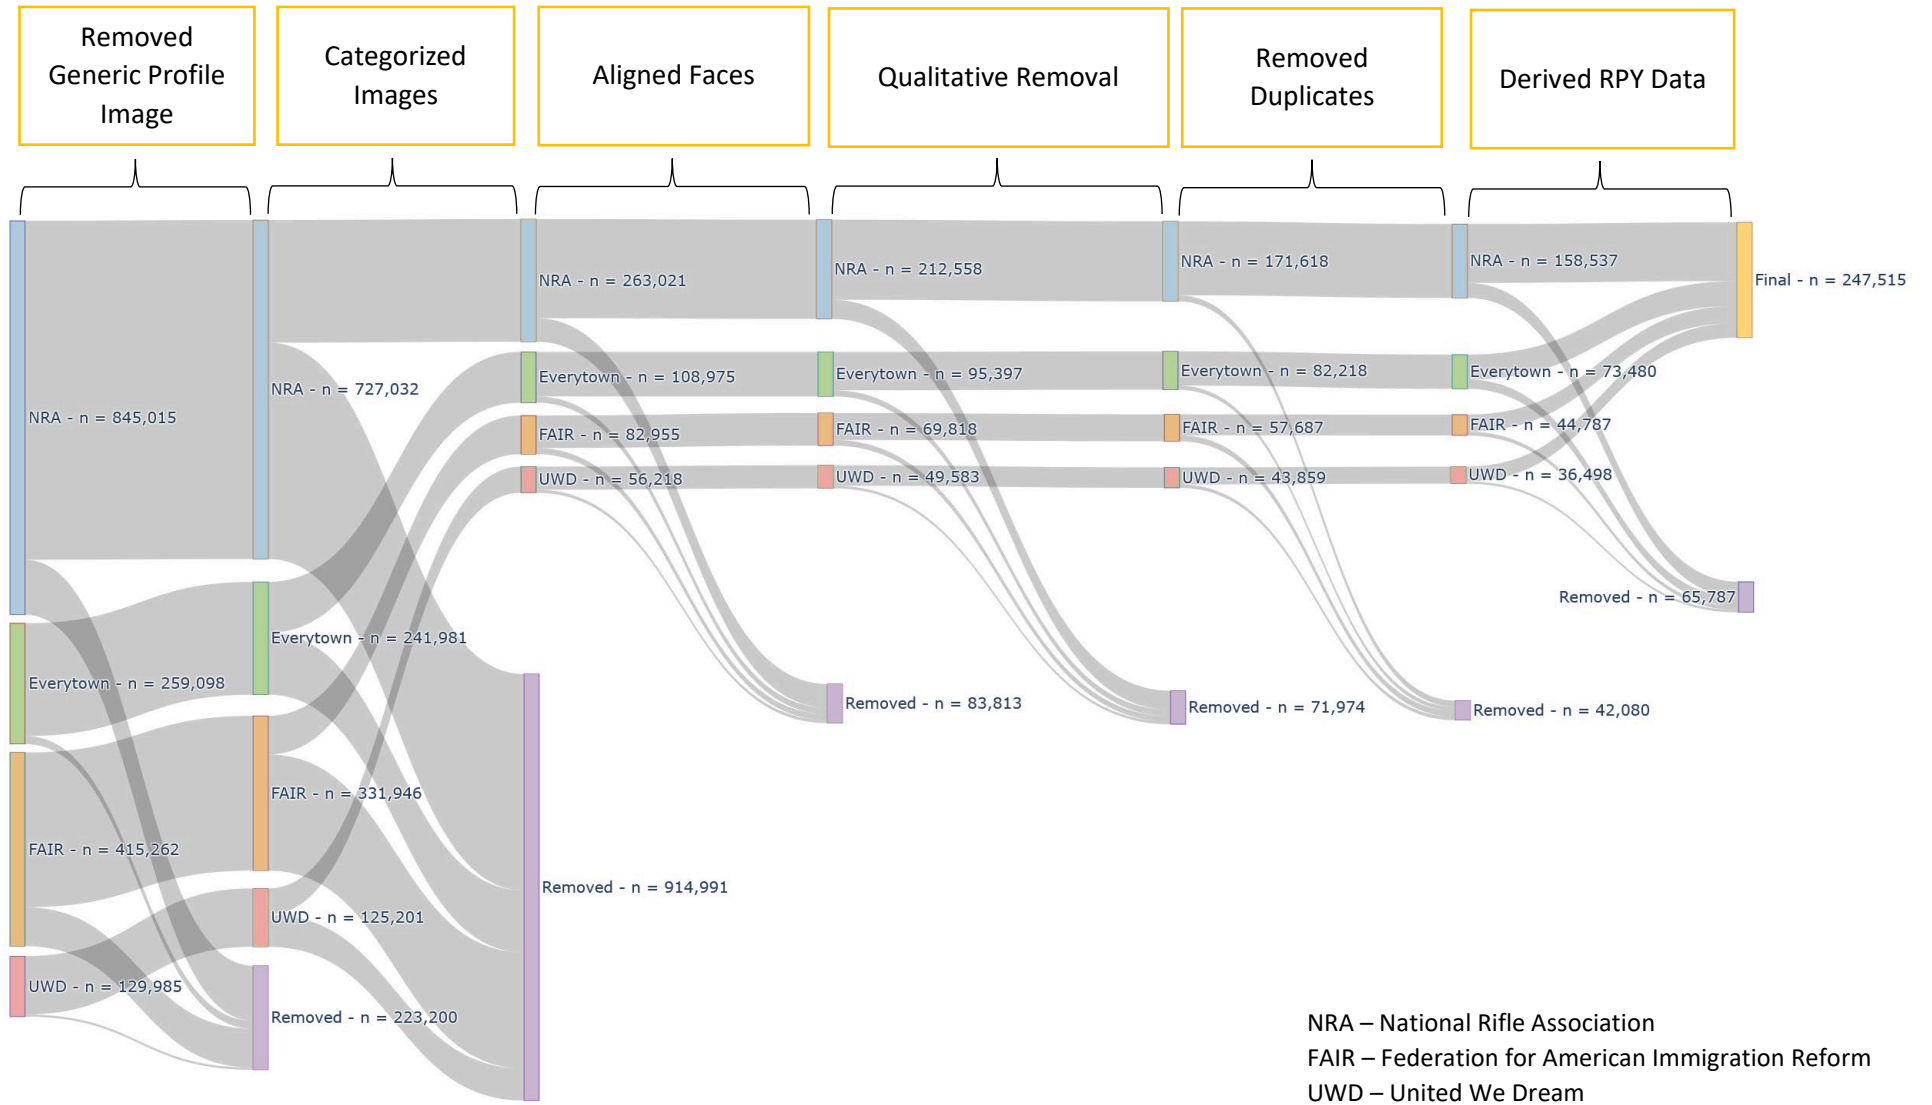 Removed
Generic Profile
Image
Categorized
Images
Aligned Faces
Qualitative Removal
Removed
Duplicates
Derived RPY Data
NRA - n = 845,015
Everytown - n = 259,098
FAIR - n = 415,262
UWD - n = 129,985
NRA - n = 727,032
Everytown - n = 241,981
FAIR - n = 331,946
UWD - n = 125,201
Removed - n = 223,200
NRA - n = 263,021
Everytown - n = 108,975
FAIR - n = 82,955
UWD - n = 56,218
Removed - n = 914,991
NRA - n = 212,558
Everytown - n = 95,397
FAIR - n = 69,818
UWD - n = 49,583
Removed - n = 83,813
NRA - n = 171,618
Everytown - n = 82,218
FAIR - n = 57,687
UWD - n = 43,859
Removed - n = 71,974
NRA - n = 158,537
Everytown - n = 73,480
FAIR - n = 44,787
UWD - n = 36,498
Removed - n = 42,080
Final - n = 247,515
Removed - n = 65,787
NRA – National Rifle Association
FAIR – Federation for American Immigration Reform
UWD – United We Dream